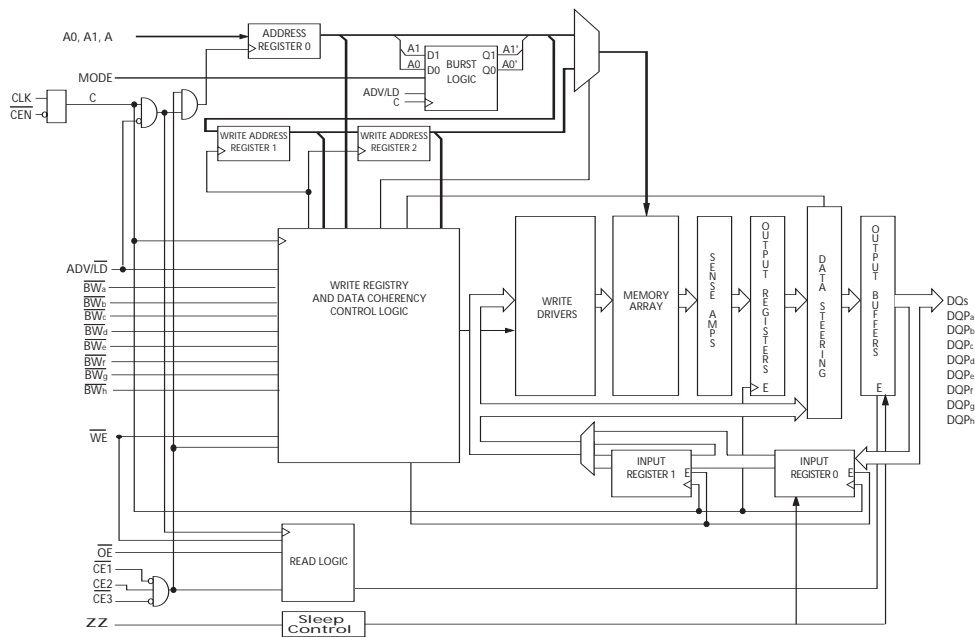 A0, A1, A
ADDRESS
REGISTER 0
A1
A0
D1
D0
BURST
LOGIC
Q1
Q0
A1'
A0'
MODE
ADV/LD
C
CLK
CEN
C
WRITE ADDRESS
REGISTER 1
WRITE ADDRESS
REGISTER 2
ADV/LD
BWa
BWb
BWc
BWd
BWe
BWf
BWg
BWh
WE
WRITE REGISTRY
AND DATA COHERENCY
CONTROL LOGIC
WRITE
DRIVERS
MEMORY
ARRAY
SENSE AMPS
OUTPUT REGISTERS
E
DATA STEERING
OUTPUT BUFFERS
E
DQs
DQPa
DQPb
DQPc
DQPd
DQPe
DQPf
DQPg
DQPh
INPUT
REGISTER 1
E
INPUT
REGISTER 0
E
OE
CE1
CE2
CE3
READ LOGIC
ZZ
Sleep
Control